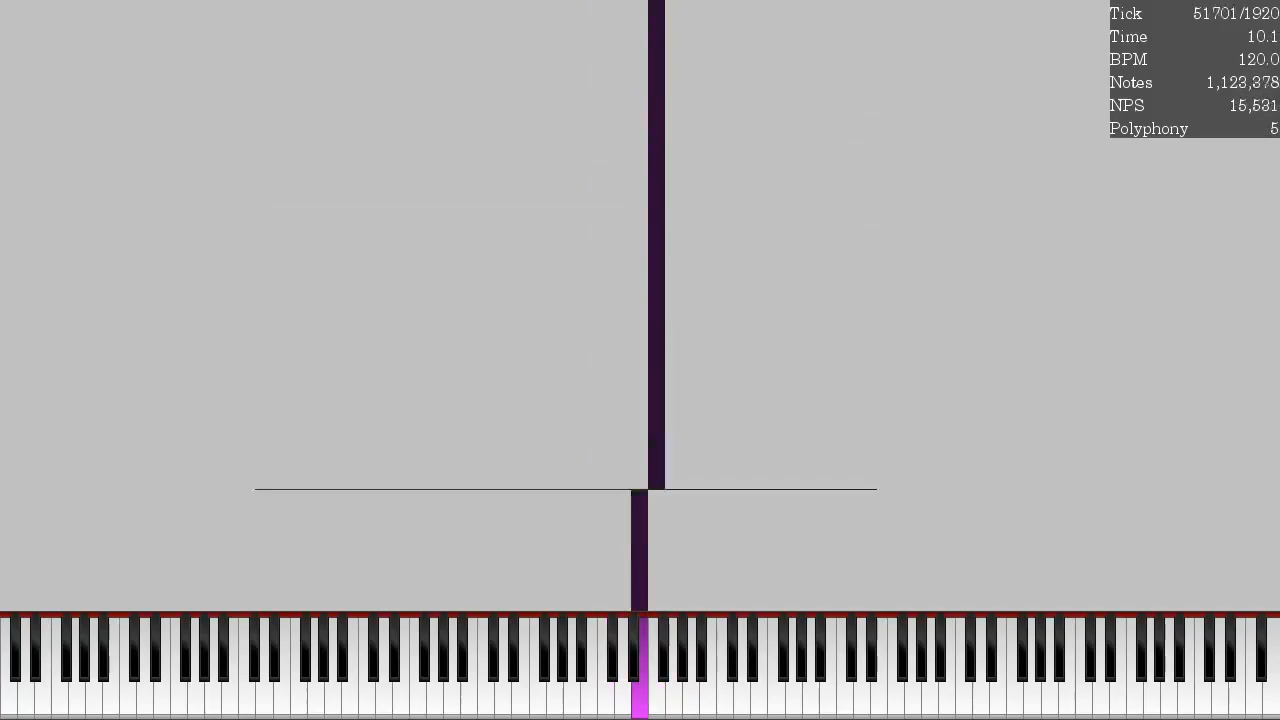 Tick 51701/1920
Time 10.1
BPM 120.0
Notes 1,123,378
NPS 15,531
Polyphony 5